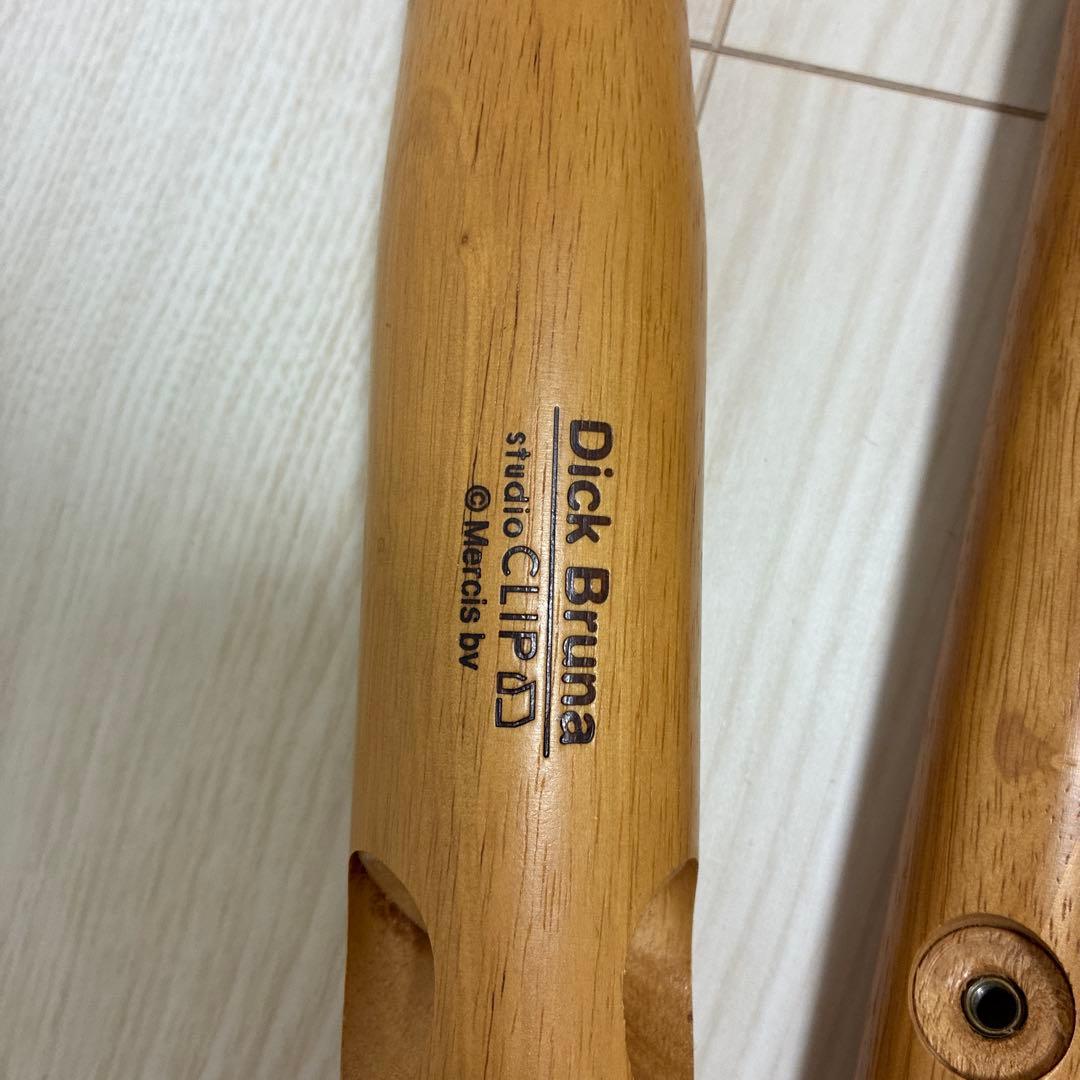 Dick Bruna
studio CLIP
© Mercis bv